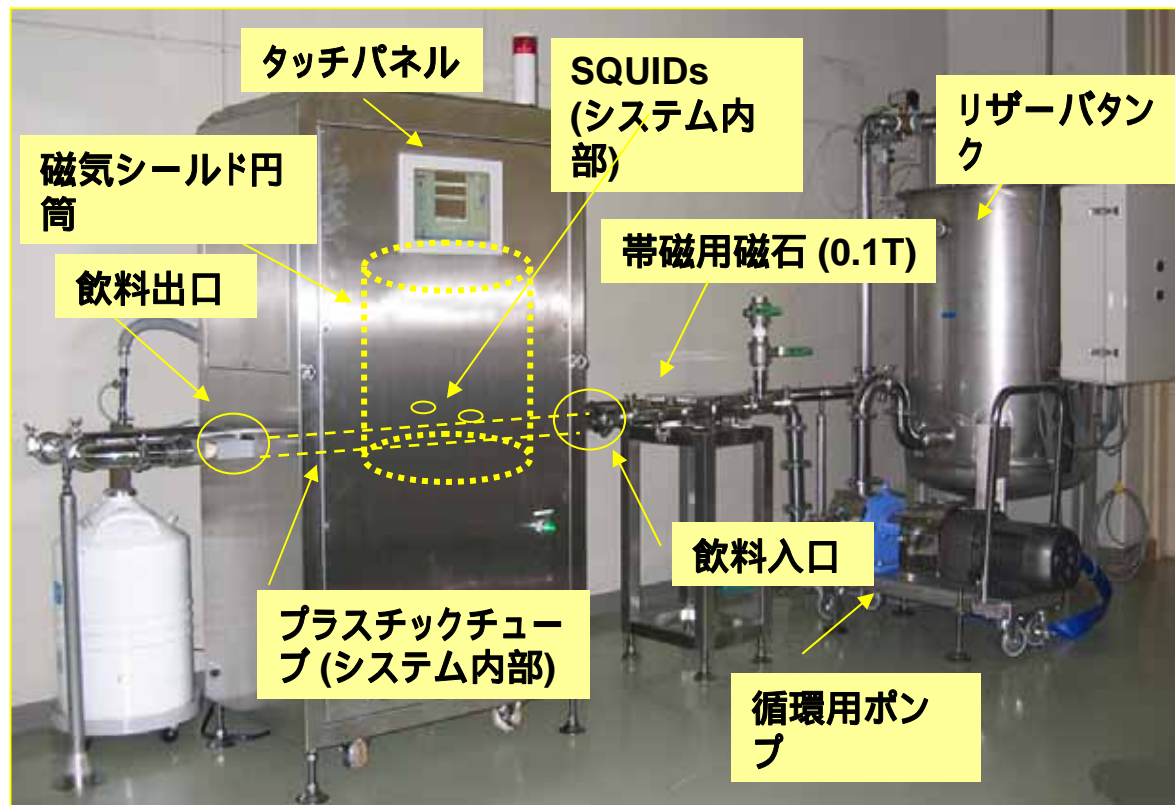 タッチパネル
SQUIDs
(システム内
部)
リザーバタン
ク
磁気シールド円
筒
帯磁用磁石 (0.1T)
飲料出口
飲料入口
プラスチックチュー
ブ (システム内部)
循環用ポン
プ